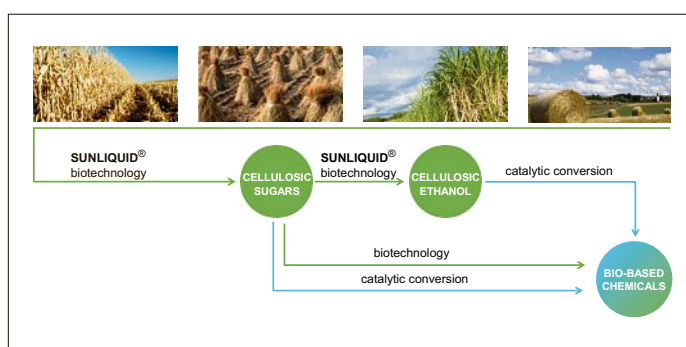 SUNLIQUID®
biotechnology
CELLULOSIC
SUGARS
SUNLIQUID®
biotechnology
CELLULOSIC
ETHANOL
catalytic conversion
biotechnology
catalytic conversion
BIO-BASED
CHEMICALS